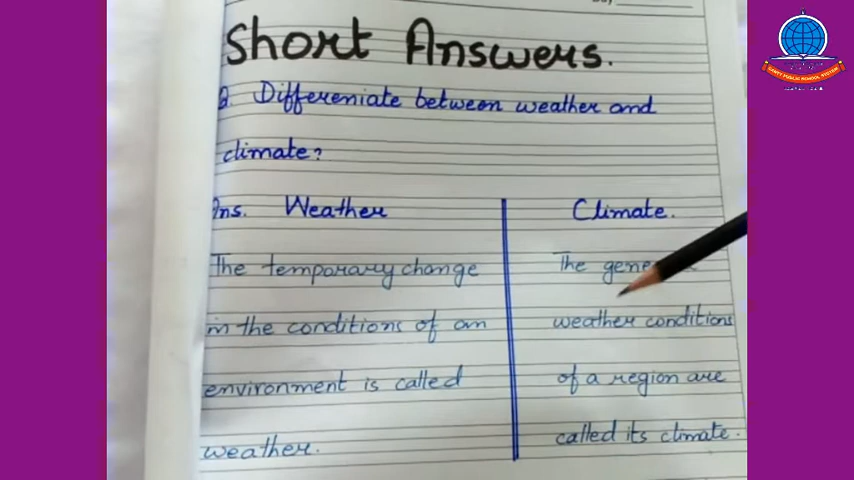 Short Answers.
Q. Differeniate between weather and
climate?
Ans. Weather
The temporary change
in the conditions of an
environment is called
weather.
Climate.
The
weather conditions
of a region are
called its climate.